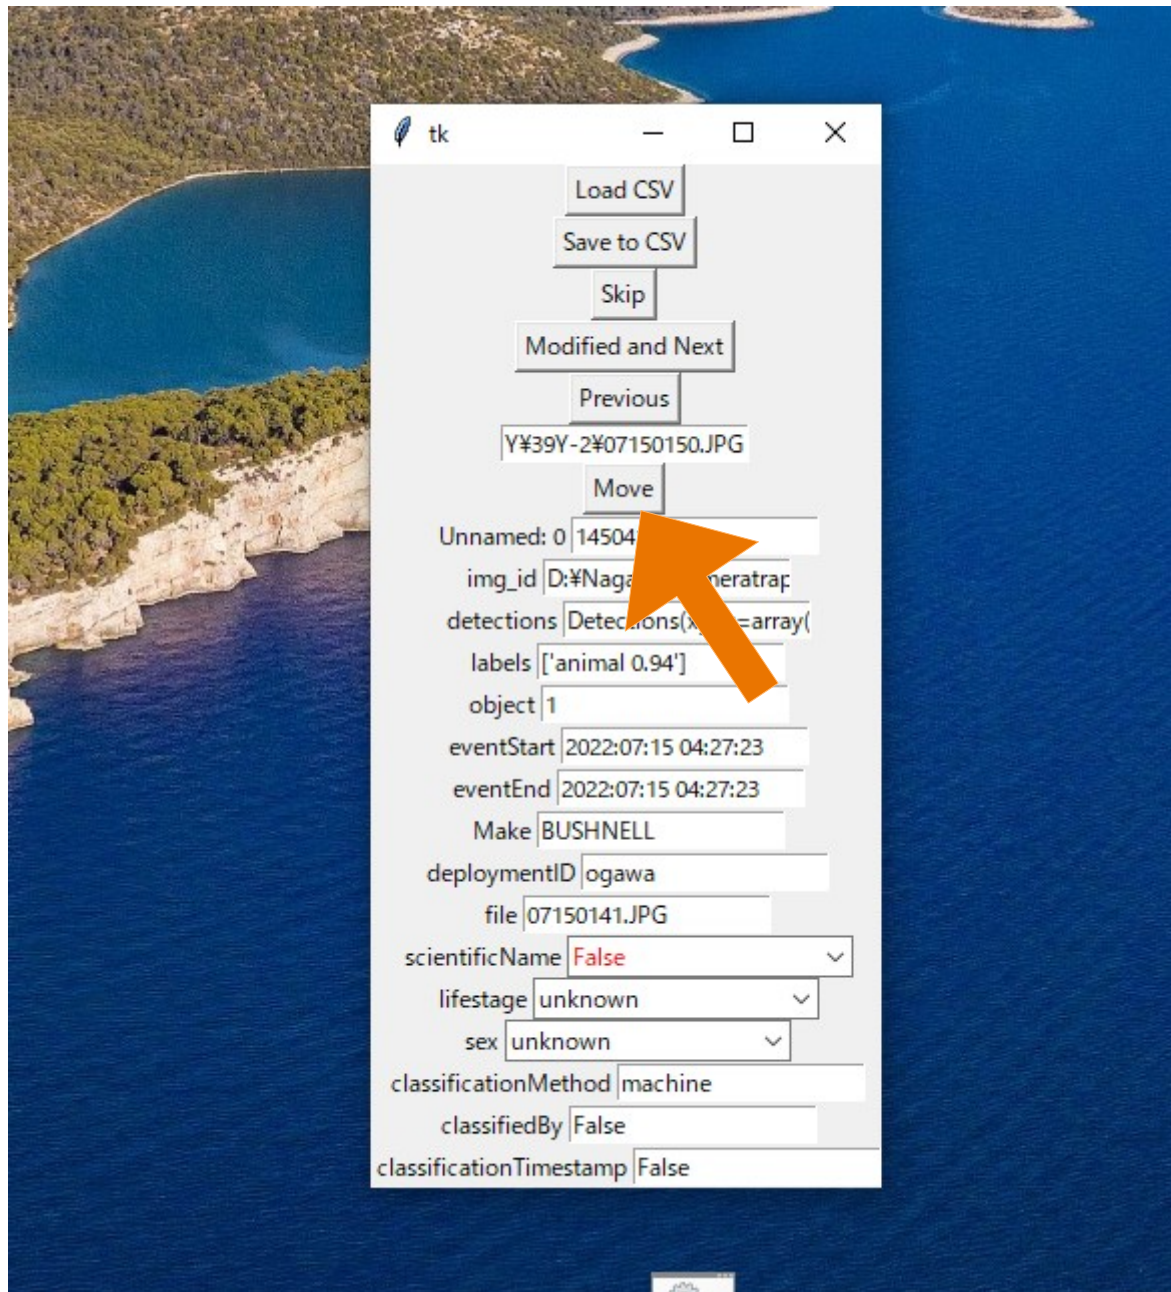 tk
Load CSV
Save to CSV
Skip
Modified and Next
Previous
Y¥39Y-2¥07150150.JPG
Move
Unnamed: 0 14504
img_id D:¥Naga meratrap
detections Detections(x =array(
labels ['animal 0.94']
object 1
eventStart 2022:07:15 04:27:23
eventEnd 2022:07:15 04:27:23
Make BUSHNELL
deploymentID ogawa
file 07150141.JPG
scientificName False
lifestage unknown
sex unknown
classificationMethod machine
classifiedBy False
classificationTimestamp False